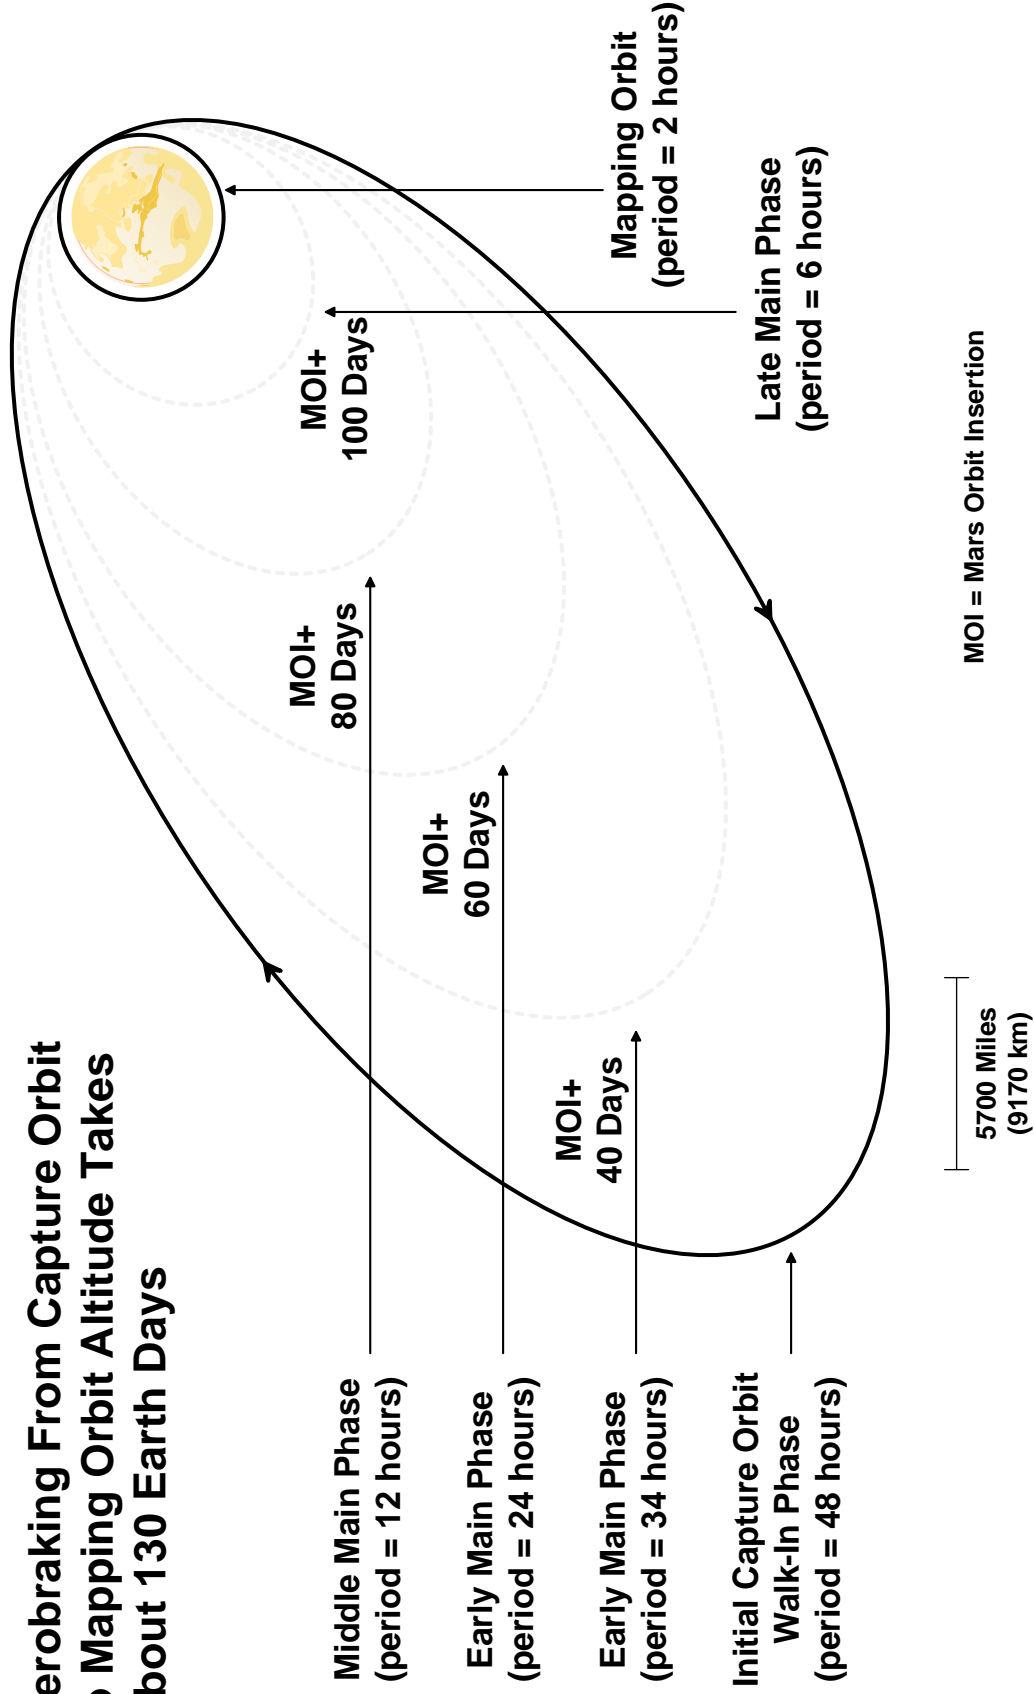 erobraking From Capture Orbit
Mapping Orbit Altitude Takes
bout 130 Earth Days
Middle Main Phase
(period = 12 hours)
Early Main Phase
(period = 24 hours)
Early Main Phase
(period = 34 hours)
Initial Capture Orbit
Walk-In Phase
(period = 48 hours)
MOI+
40 Days
MOI+
60 Days
MOI+
80 Days
MOI+
100 Days
Mapping Orbit
(period = 2 hours)
Late Main Phase
(period = 6 hours)
5700 Miles
(9170 km)
MOI = Mars Orbit Insertion